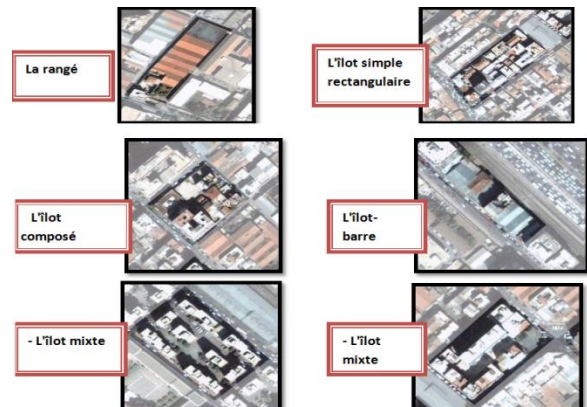 La rangé
L'îlot simple
rectangulaire
L'îlot
composé
L'îlot-
barre
- L'îlot mixte
- L'îlot
mixte